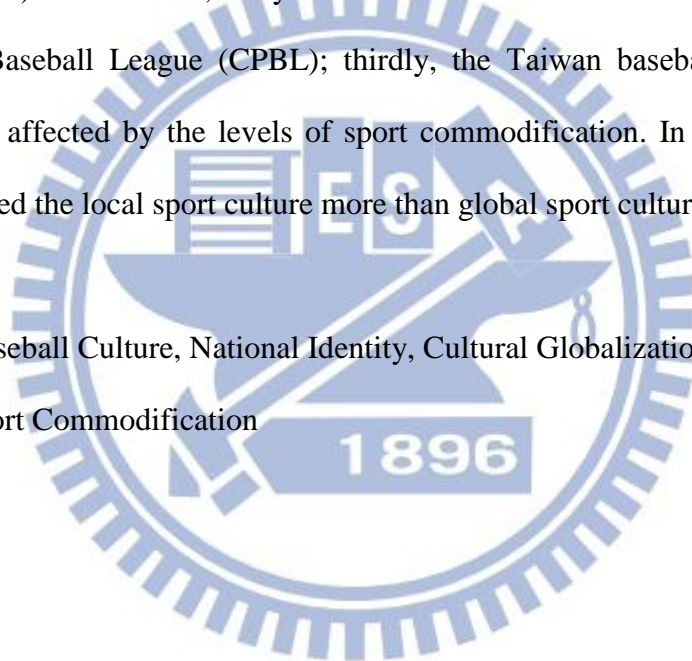 Baseball League (CPBL); thirdly, the Taiwan baseba
affected by the levels of sport commodification. In
ed the local sport culture more than global sport cultur
E S
seball Culture, National Identity, Cultural Globalizatio
ort Commodification
1896